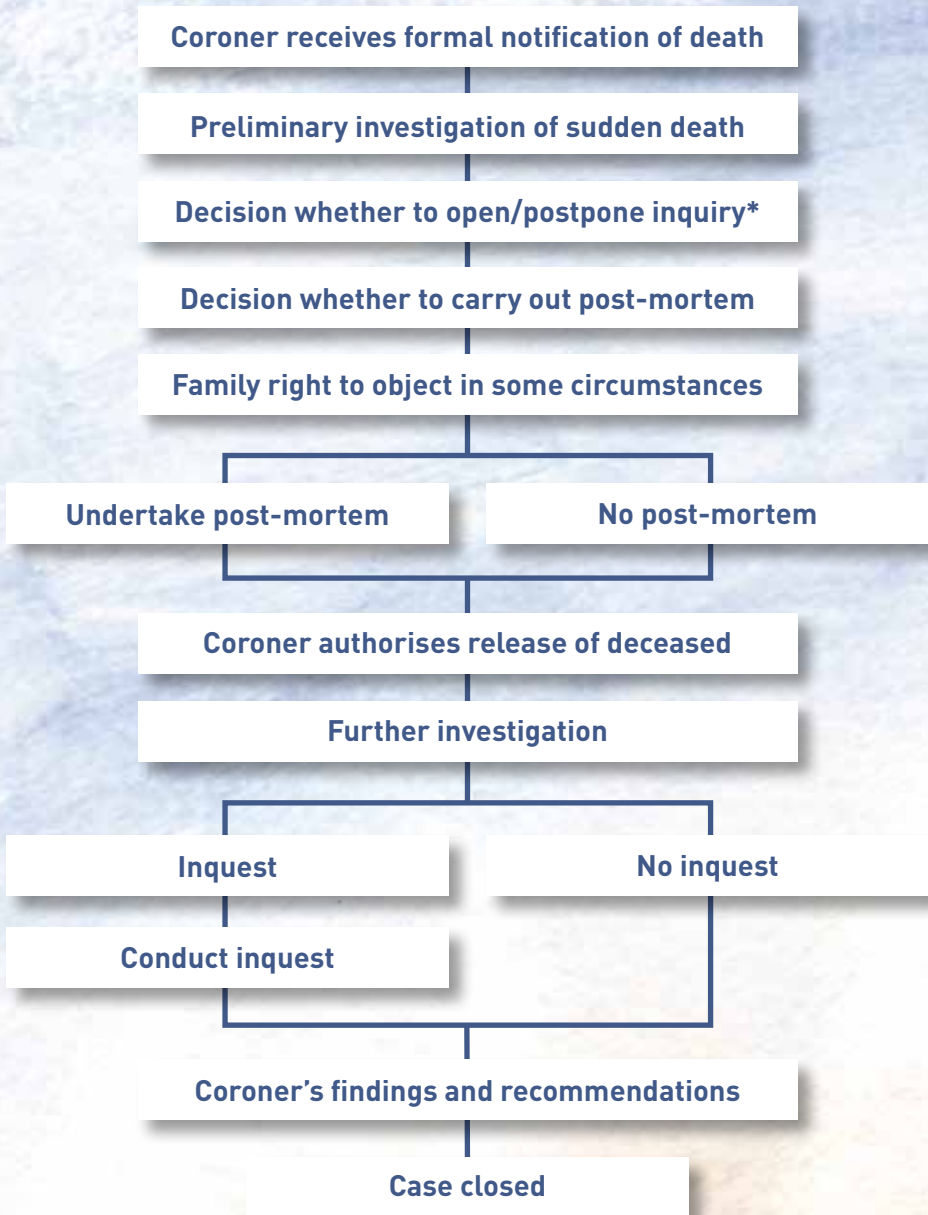 Coroner receives formal notification of death
Preliminary investigation of sudden death
Decision whether to open/postpone inquiry*
Decision whether to carry out post-mortem
Family right to object in some circumstances
Undertake post-mortem
No post-mortem
Coroner authorises release of deceased
Further investigation
Inquest
No inquest
Conduct inquest
Coroner’s findings and recommendations
Case closed